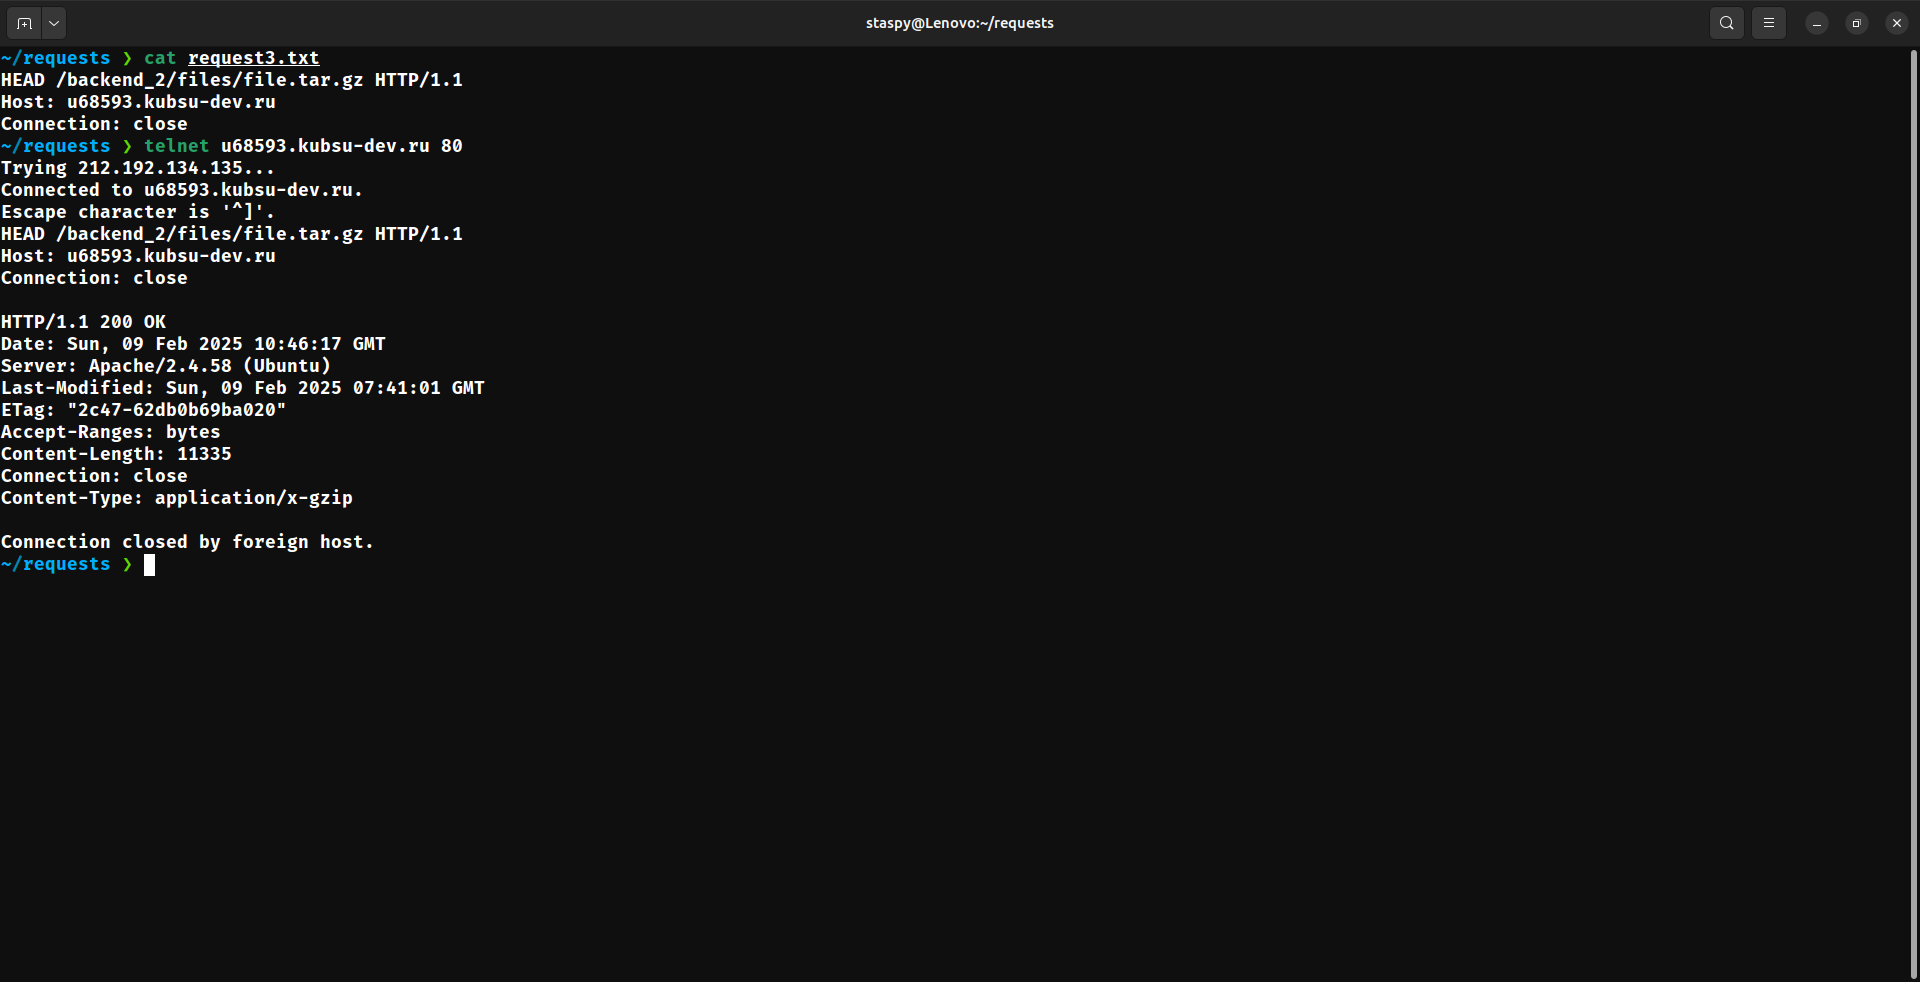 staspy@Lenovo:~/requests
~/requests ❯ cat request3.txt
HEAD /backend_2/files/file.tar.gz HTTP/1.1
Host: u68593.kubsu-dev.ru
Connection: close
~/requests ❯ telnet u68593.kubsu-dev.ru 80
Trying 212.192.134.135...
Connected to u68593.kubsu-dev.ru.
Escape character is '^]'.
HEAD /backend_2/files/file.tar.gz HTTP/1.1
Host: u68593.kubsu-dev.ru
Connection: close
HTTP/1.1 200 OK
Date: Sun, 09 Feb 2025 10:46:17 GMT
Server: Apache/2.4.58 (Ubuntu)
Last-Modified: Sun, 09 Feb 2025 07:41:01 GMT
ETag: "2c47-62db0b69ba020"
Accept-Ranges: bytes
Content-Length: 11335
Connection: close
Content-Type: application/x-gzip
Connection closed by foreign host.
~/requests ❯